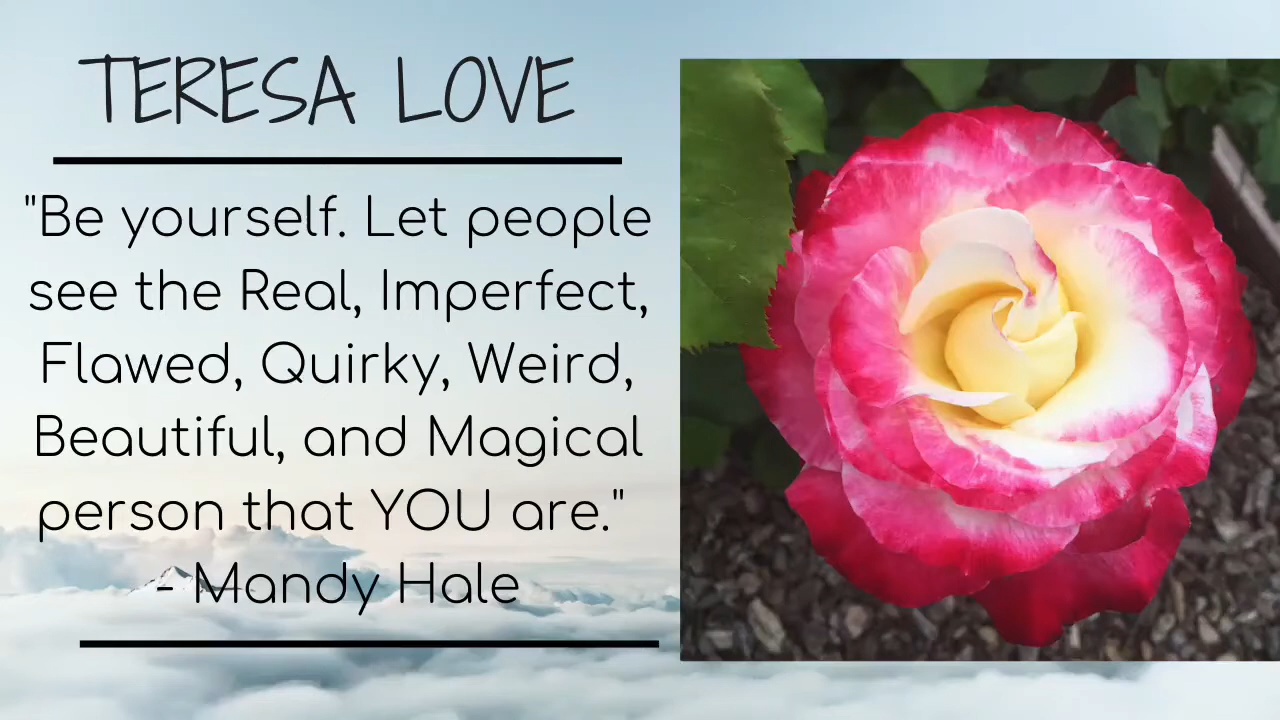 TERESA LOVE
"Be yourself. Let people
see the Real, Imperfect,
Flawed, Quirky, Weird,
Beautiful, and Magical
person that YOU are."
- Mandy Hale